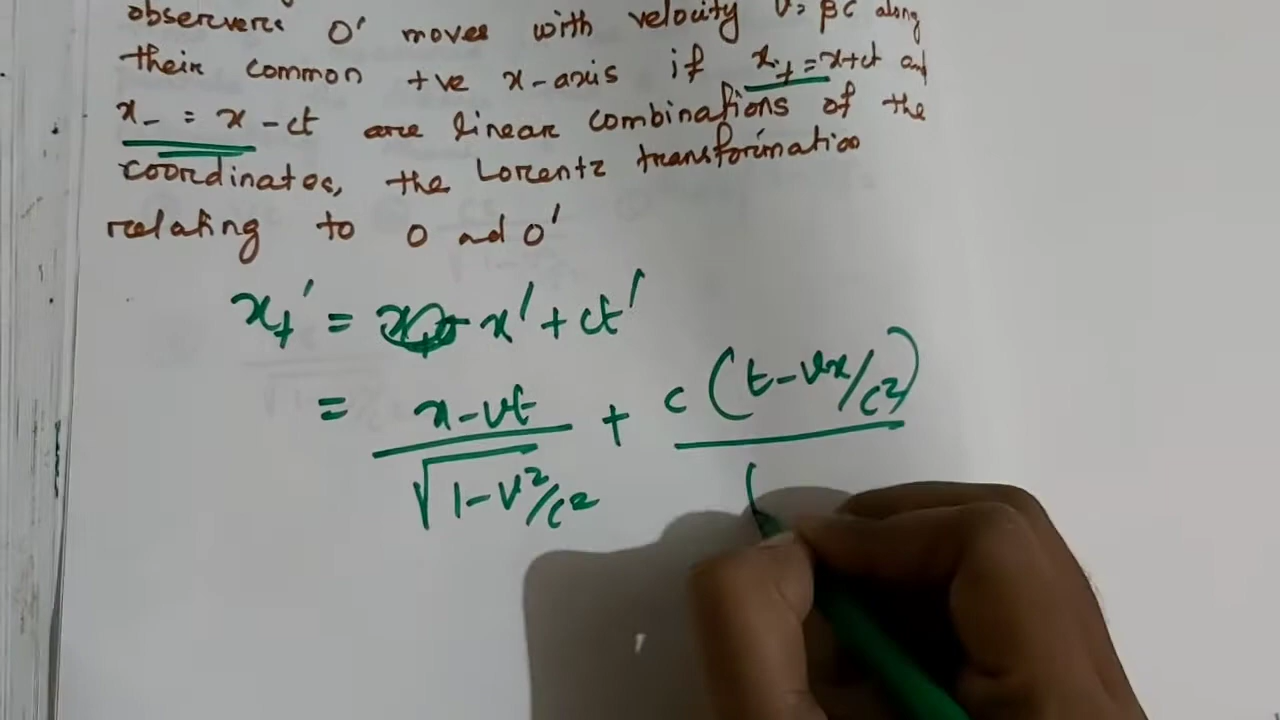 observers O' moves with velocity v = βc along
their common +ve x-axis if x₊ = x+ct and
x₋ = x - ct are linear combinations of the
coordinates, the Lorentz transformation
relating to O and O'
x₊' = x' + ct'
= x-vt / √1-v²/c² + c (t-vx/c²)